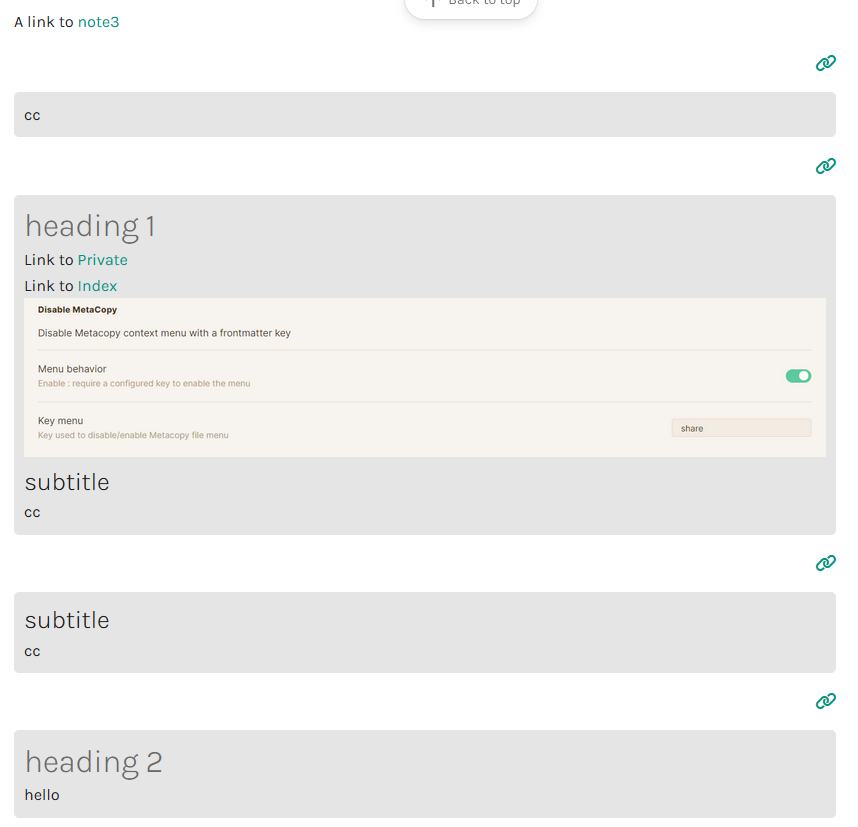 Back to top
A link to note3
cc
heading 1
Link to Private
Link to Index
Disable MetaCopy
Disable Metacopy context menu with a frontmatter key
Menu behavior
Enable : require a configured key to enable the menu
Key menu
Key used to disable/enable Metacopy file menu
share
subtitle
cc
subtitle
cc
heading 2
hello